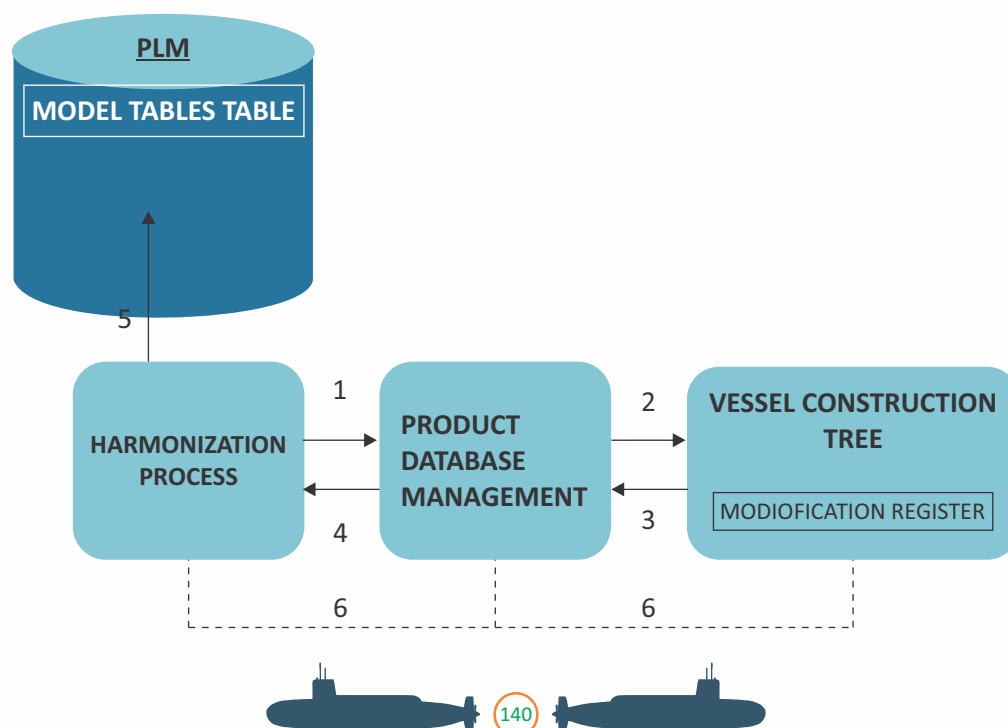 PLM
MODEL TABLES TABLE
5
HARMONIZATION
PROCESS
1
4
PRODUCT
DATABASE
MANAGEMENT
2
3
VESSEL CONSTRUCTION
TREE
MODIOFICATION REGISTER
6
6
140